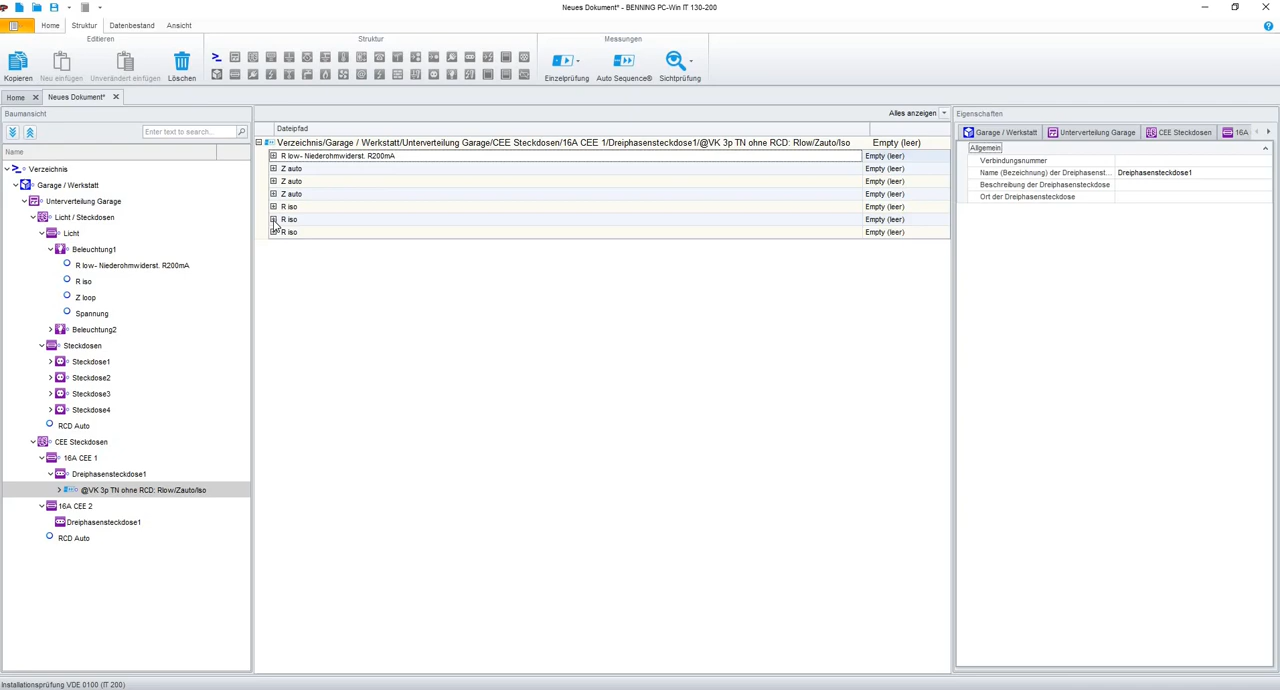 Neues Dokument* - BENNING PC-Win IT 130-200
Home Struktur Datenbestand Ansicht
Editieren Struktur Messungen
Kopieren Neu einfügen Unverändert einfügen Löschen Einzelprüfung Auto Sequence® Sichtprüfung
Home Neues Dokument*
Baumansicht
Enter text to search...
Name
Verzeichnis
Garage / Werkstatt
Unterverteilung Garage
Licht / Steckdosen
Licht
Beleuchtung1
R low- Niederohmwiderst. R200mA
R iso
Z loop
Spannung
Beleuchtung2
Steckdosen
Steckdose1
Steckdose2
Steckdose3
Steckdose4
RCD Auto
CEE Steckdosen
16A CEE 1
Dreiphasensteckdose1
@VK 3p TN ohne RCD: Rlow/Zauto/Iso
16A CEE 2
Dreiphasensteckdose1
RCD Auto
Alles anzeigen
Dateipfad
Verzeichnis/Garage / Werkstatt/Unterverteilung Garage/CEE Steckdosen/16A CEE 1/Dreiphasensteckdose1/@VK 3p TN ohne RCD: Rlow/Zauto/Iso Empty (leer)
R low- Niederohmwiderst. R200mA Empty (leer)
Z auto Empty (leer)
Z auto Empty (leer)
Z auto Empty (leer)
R iso Empty (leer)
R iso Empty (leer)
R iso Empty (leer)
Eigenschaften
Garage / Werkstatt Unterverteilung Garage CEE Steckdosen 16A
Allgemein
Verbindungsnummer
Name (Bezeichnung) der Dreiphasenst... Dreiphasensteckdose1
Beschreibung der Dreiphasensteckdose
Ort der Dreiphasensteckdose
Installationsprüfung VDE 0100 (IT 200)